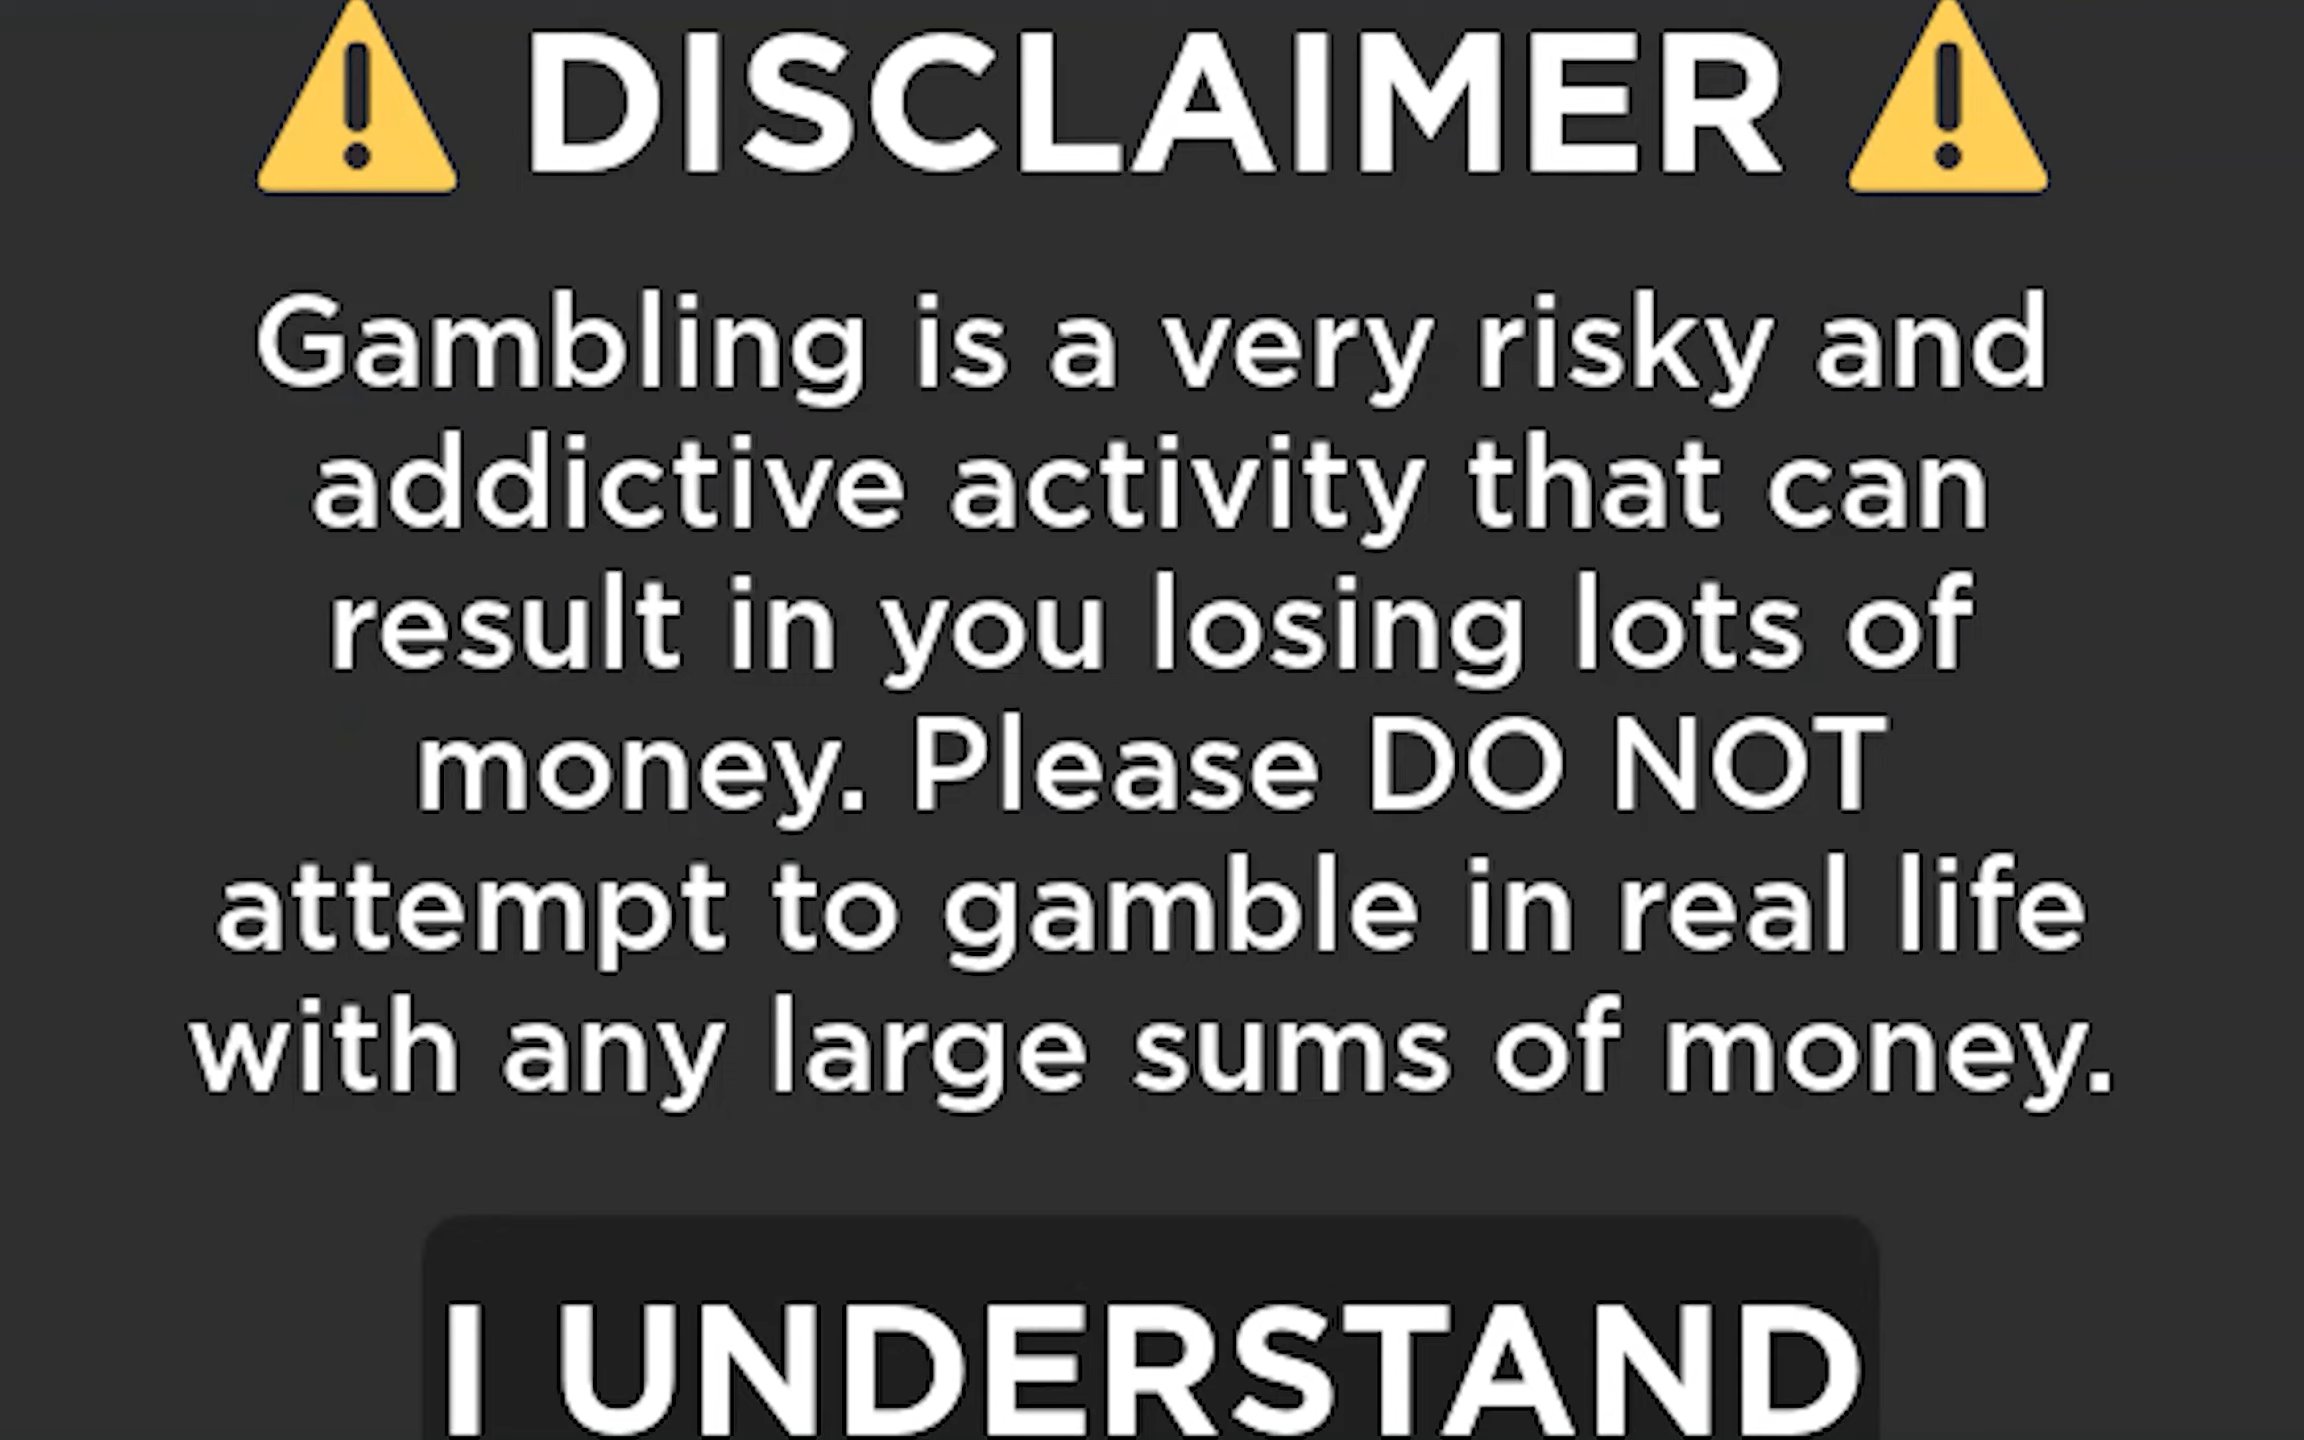 ⚠ DISCLAIMER ⚠
Gambling is a very risky and
addictive activity that can
result in you losing lots of
money. Please DO NOT
attempt to gamble in real life
with any large sums of money.
I UNDERSTAND